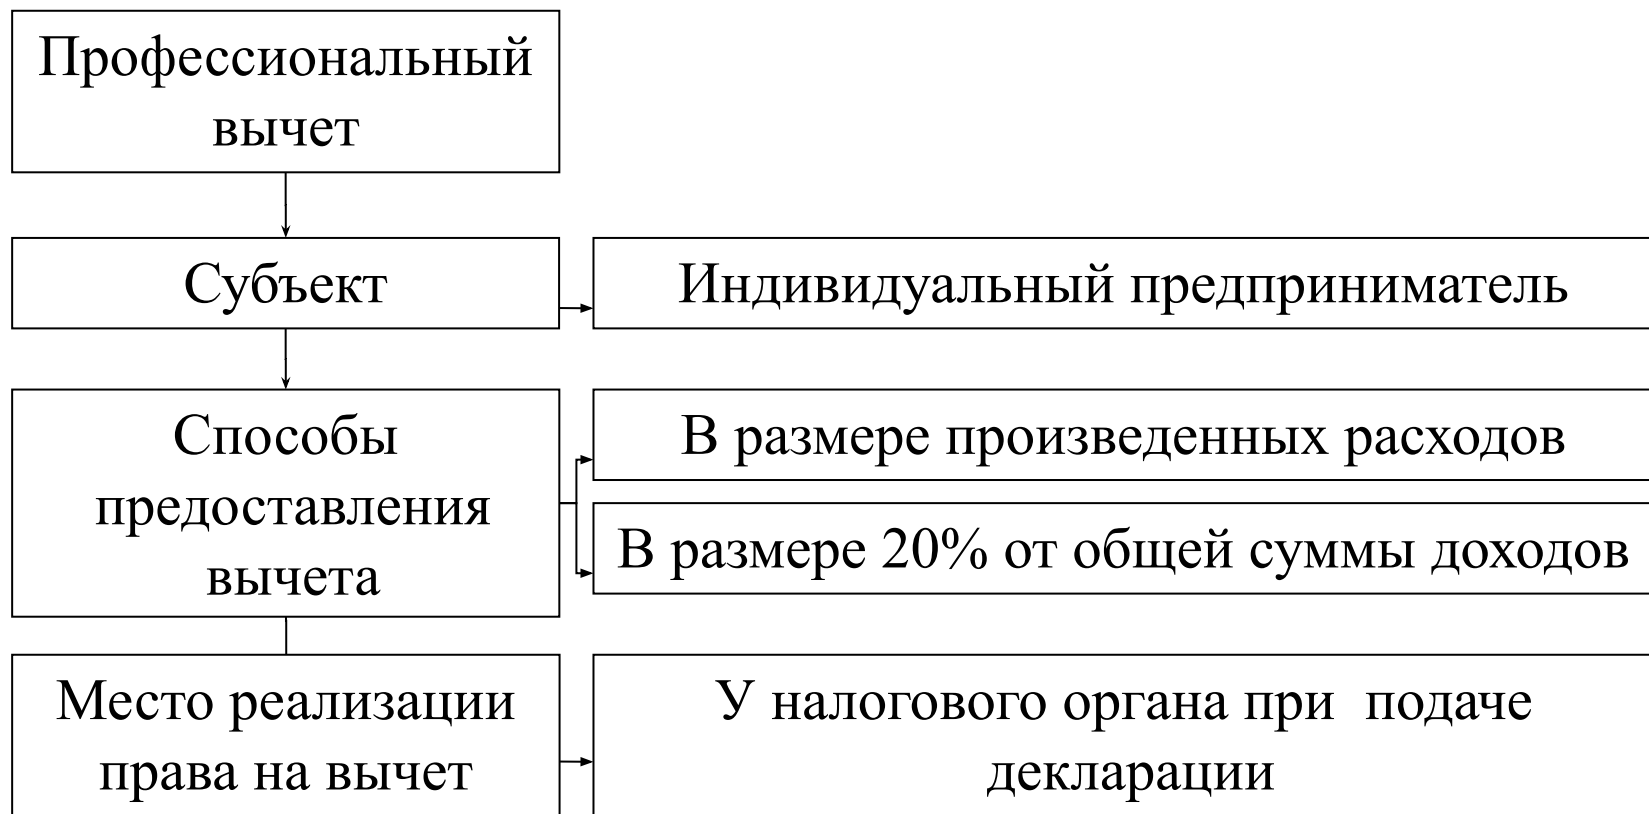 Профессиональный
вычет
Субъект
Индивидуальный предприниматель
Способы
предоставления
вычета
В размере произведенных расходов
В размере 20% от общей суммы доходов
Место реализации
права на вычет
У налогового органа при  подаче
декларации